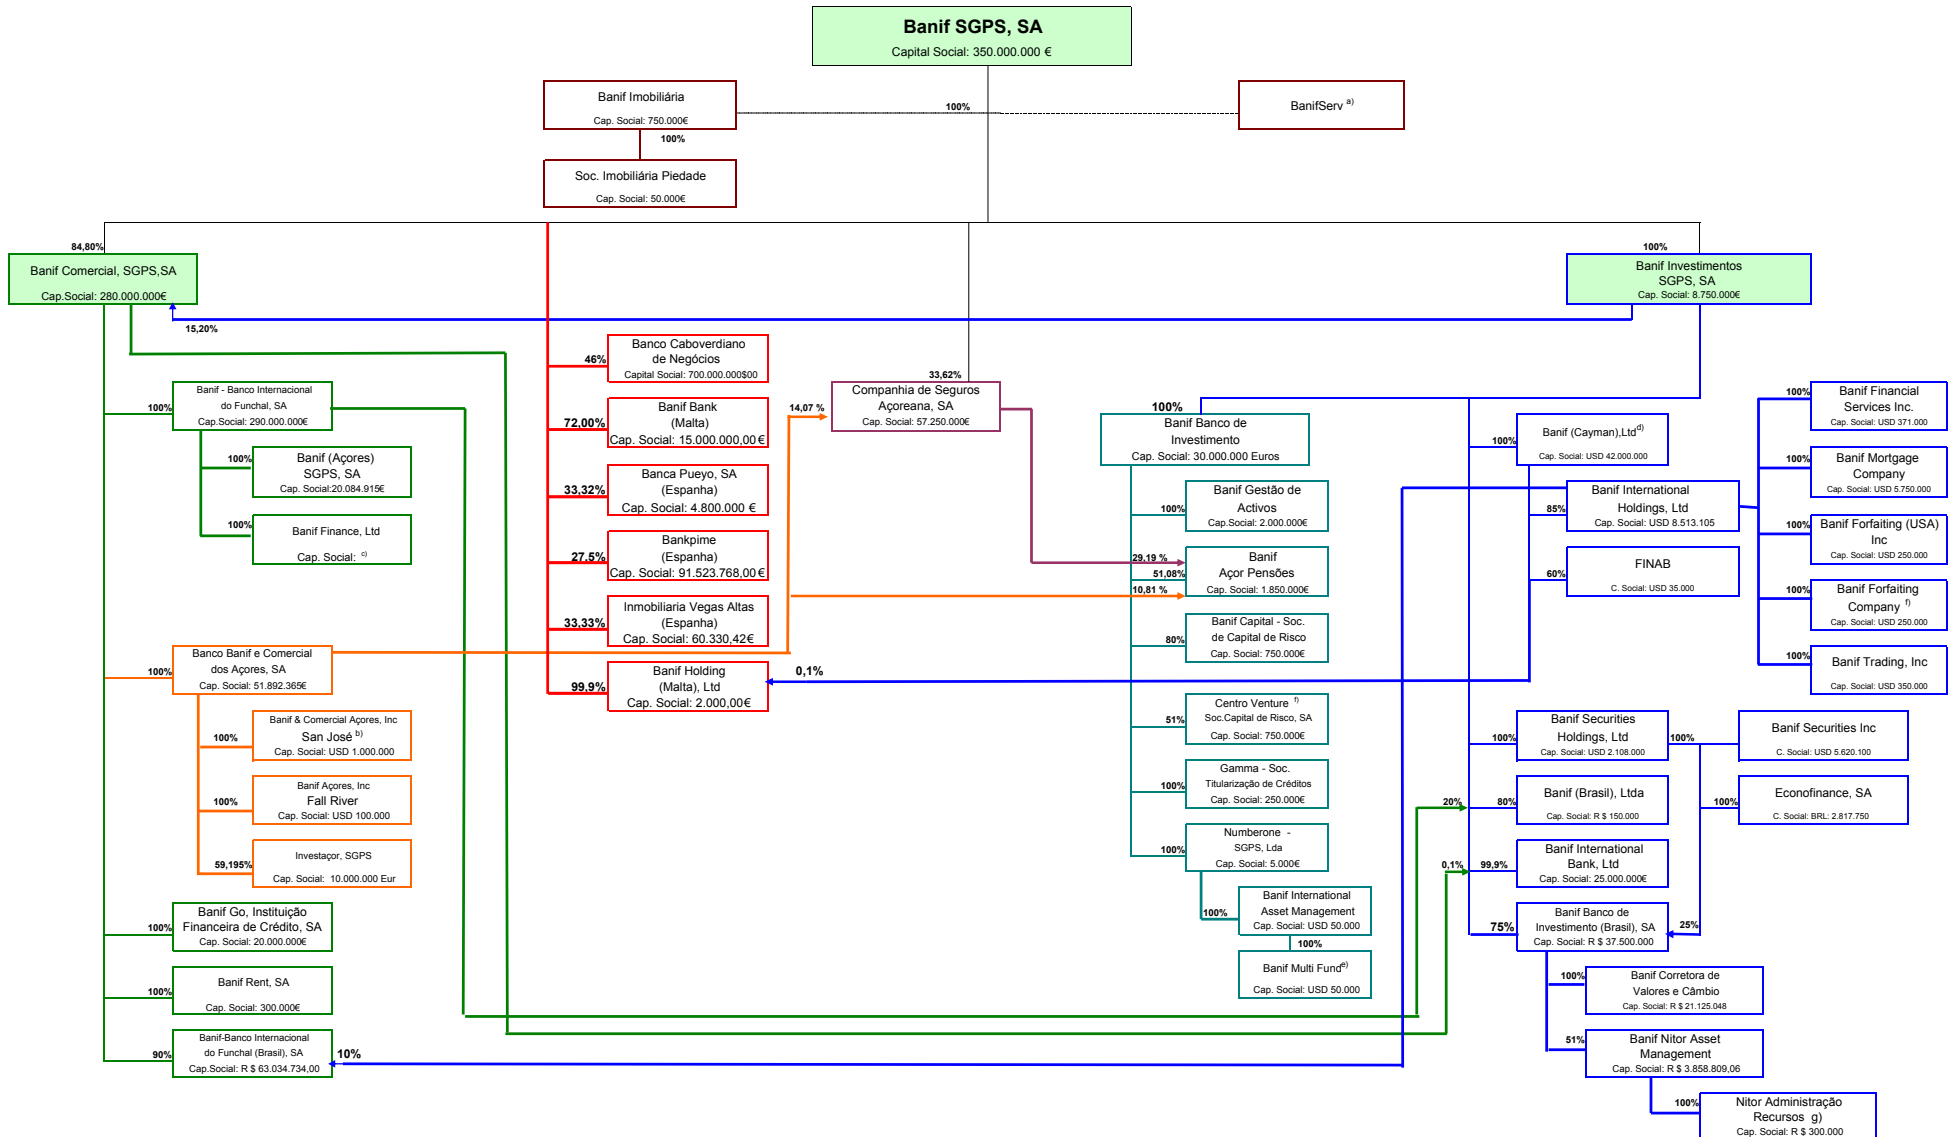 Banif SGPS, SA
Capital Social: 350.000.000 €
Banif Imobiliária
Cap. Social: 750.000€
100%
BanifServ a)
100%
Soc. Imobiliária Piedade
Cap. Social: 50.000€
84,80%
Banif Comercial, SGPS,SA
Cap.Social: 280.000.000€
15,20%
100%
Banif Investimentos
SGPS, SA
Cap. Social: 8.750.000€
100%
Banif - Banco Internacional
do Funchal, SA
Cap.Social: 290.000.000€
100%
Banif (Açores)
SGPS, SA
Cap. Social:20.084.915€
100%
Banif Finance, Ltd
Cap. Social: c)
100%
Banco Banif e Comercial
dos Açores, SA
Cap. Social: 51.892.365€
100%
Banif & Comercial Açores, Inc
San José b)
Cap. Social: USD 1.000.000
100%
Banif Açores, Inc
Fall River
Cap. Social: USD 100.000
59,195%
Investaçor, SGPS
Cap. Social: 10.000.000 Eur
100%
Banif Go, Instituição
Financeira de Crédito, SA
Cap. Social: 20.000.000€
100%
Banif Rent, SA
Cap. Social: 300.000€
90%
Banif-Banco Internacional
do Funchal (Brasil), SA
Cap.Social: R $ 63.034.734,00
10%
46%
Banco Caboverdiano
de Negócios
Capital Social: 700.000.000$00
72,00%
Banif Bank
(Malta)
Cap. Social: 15.000.000,00 €
33,32%
Banca Pueyo, SA
(Espanha)
Cap. Social: 4.800.000 €
27.5%
Bankpime
(Espanha)
Cap. Social: 91.523.768,00 €
33,33%
Inmobiliaria Vegas Altas
(Espanha)
Cap. Social: 60.330,42€
99,9%
Banif Holding
(Malta), Ltd
Cap. Social: 2.000,00€
0,1%
14,07 %
33,62%
Companhia de Seguros
Açoreana, SA
Cap. Social: 57.250.000€
100%
Banif Banco de
Investimento
Cap. Social: 30.000.000 Euros
100%
Banif Gestão de
Activos
Cap.Social: 2.000.000€
29,19 %
51,08%
10,81 %
Banif
Açor Pensões
Cap. Social: 1.850.000€
80%
Banif Capital - Soc.
de Capital de Risco
Cap. Social: 750.000€
51%
Centro Venture f)
Soc.Capital de Risco, SA
Cap. Social: 750.000€
100%
Gamma - Soc.
Titularização de Créditos
Cap. Social: 250.000€
100%
Numberone -
SGPS, Lda
Cap. Social: 5.000€
100%
Banif International
Asset Management
Cap. Social: USD 50.000
100%
Banif Multi Fund e)
Cap. Social: USD 50.000
100%
Banif (Cayman),Ltd d)
Cap. Social: USD 42.000.000
85%
Banif International
Holdings, Ltd
Cap. Social: USD 8.513.105
60%
FINAB
C. Social: USD 35.000
100%
Banif Financial
Services Inc.
Cap. Social: USD 371.000
100%
Banif Mortgage
Company
Cap. Social: USD 5.750.000
100%
Banif Forfaiting (USA)
Inc
Cap. Social: USD 250.000
100%
Banif Forfaiting
Company f)
Cap. Social: USD 250.000
100%
Banif Trading, Inc
Cap. Social: USD 350.000
100%
Banif Securities
Holdings, Ltd
Cap. Social: USD 2.108.000
100%
Banif Securities Inc
C. Social: USD 5.620.100
20%
80%
Banif (Brasil), Ltda
Cap. Social: R $ 150.000
100%
Econofinance, SA
C. Social: BRL: 2.817.750
0,1%
99,9%
Banif International
Bank, Ltd
Cap. Social: 25.000.000€
75%
Banif Banco de
Investimento (Brasil), SA
Cap. Social: R $ 37.500.000
25%
100%
Banif Corretora de
Valores e Câmbio
Cap. Social: R $ 21.125.048
51%
Banif Nitor Asset
Management
Cap. Social: R $ 3.858.809,06
100%
Nitor Administração
Recursos g)
Cap. Social: R $ 300.000